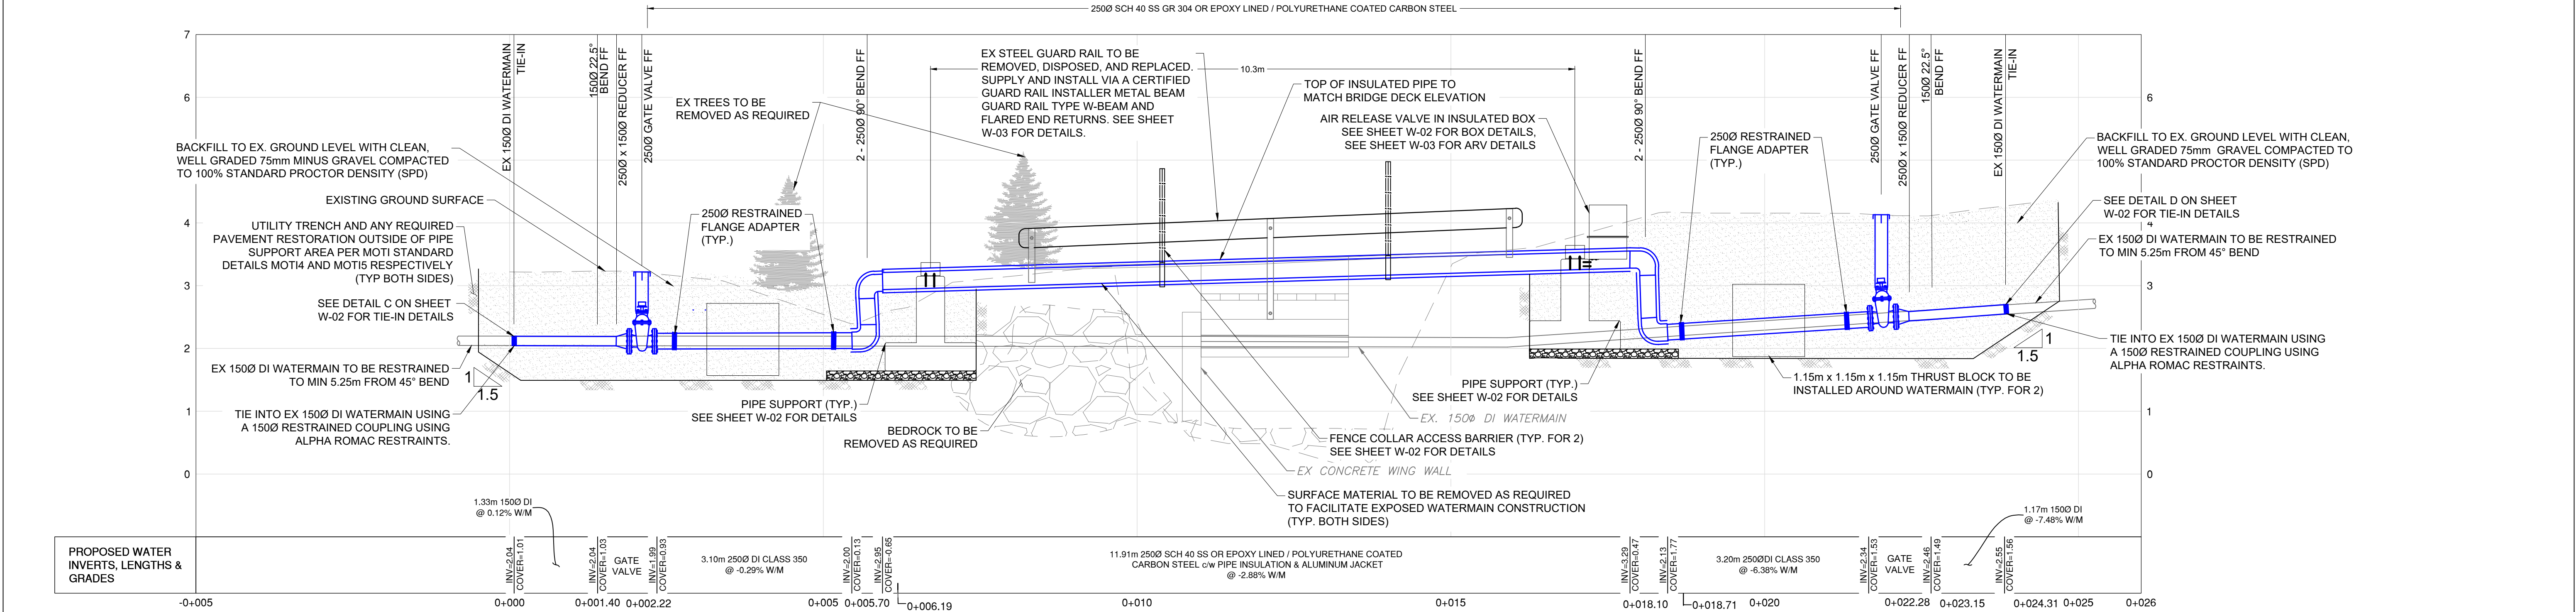 250Ø SCH 40 SS GR 304 OR EPOXY LINED / POLYURETHANE COATED CARBON STEEL
7
6
5
4
3
2
1
0
EX 150Ø DI WATERMAIN
TIE-IN
150Ø 22.5°
BEND FF
250Ø x 150Ø REDUCER FF
250Ø GATE VALVE FF
2 - 250Ø 90° BEND FF
10.3m
2 - 250Ø 90° BEND FF
250Ø GATE VALVE FF
250Ø x 150Ø REDUCER FF
150Ø 22.5°
BEND FF
EX 150Ø DI WATERMAIN
TIE-IN
6
4
3
2
1
0
BACKFILL TO EX. GROUND LEVEL WITH CLEAN,
WELL GRADED 75mm MINUS GRAVEL COMPACTED
TO 100% STANDARD PROCTOR DENSITY (SPD)
EXISTING GROUND SURFACE
UTILITY TRENCH AND ANY REQUIRED
PAVEMENT RESTORATION OUTSIDE OF PIPE
SUPPORT AREA PER MOTI STANDARD
DETAILS MOTI4 AND MOTI5 RESPECTIVELY
(TYP BOTH SIDES)
SEE DETAIL C ON SHEET
W-02 FOR TIE-IN DETAILS
EX 150Ø DI WATERMAIN TO BE RESTRAINED
TO MIN 5.25m FROM 45° BEND
1
1.5
TIE INTO EX 150Ø DI WATERMAIN USING
A 150Ø RESTRAINED COUPLING USING
ALPHA ROMAC RESTRAINTS.
EX TREES TO BE
REMOVED AS REQUIRED
250Ø RESTRAINED
FLANGE ADAPTER
(TYP.)
PIPE SUPPORT (TYP.)
SEE SHEET W-02 FOR DETAILS
BEDROCK TO BE
REMOVED AS REQUIRED
EX STEEL GUARD RAIL TO BE
REMOVED, DISPOSED, AND REPLACED.
SUPPLY AND INSTALL VIA A CERTIFIED
GUARD RAIL INSTALLER METAL BEAM
GUARD RAIL TYPE W-BEAM AND
FLARED END RETURNS. SEE SHEET
W-03 FOR DETAILS.
TOP OF INSULATED PIPE TO
MATCH BRIDGE DECK ELEVATION
AIR RELEASE VALVE IN INSULATED BOX
SEE SHEET W-02 FOR BOX DETAILS,
SEE SHEET W-03 FOR ARV DETAILS
250Ø RESTRAINED
FLANGE ADAPTER
(TYP.)
PIPE SUPPORT (TYP.)
SEE SHEET W-02 FOR DETAILS
EX. 150ø DI WATERMAIN
FENCE COLLAR ACCESS BARRIER (TYP. FOR 2)
SEE SHEET W-02 FOR DETAILS
EX CONCRETE WING WALL
SURFACE MATERIAL TO BE REMOVED AS REQUIRED
TO FACILITATE EXPOSED WATERMAIN CONSTRUCTION
(TYP. BOTH SIDES)
BACKFILL TO EX. GROUND LEVEL WITH CLEAN,
WELL GRADED 75mm GRAVEL COMPACTED TO
100% STANDARD PROCTOR DENSITY (SPD)
SEE DETAIL D ON SHEET
W-02 FOR TIE-IN DETAILS
EX 150Ø DI WATERMAIN TO BE RESTRAINED
TO MIN 5.25m FROM 45° BEND
1
1.5
TIE INTO EX 150Ø DI WATERMAIN USING
A 150Ø RESTRAINED COUPLING USING
ALPHA ROMAC RESTRAINTS.
1.15m x 1.15m x 1.15m THRUST BLOCK TO BE
INSTALLED AROUND WATERMAIN (TYP. FOR 2)
1.33m 150Ø DI
@ 0.12% W/M
1.17m 150Ø DI
@ -7.48% W/M
PROPOSED WATER
INVERTS, LENGTHS &
GRADES
INV=2.04
COVER=1.01
INV=2.04
COVER=1.03
GATE
VALVE
INV=1.99
COVER=0.93
3.10m 250Ø DI CLASS 350
@ -0.29% W/M
INV=2.00
COVER=0.13
INV=2.95
COVER=-0.65
11.91m 250Ø SCH 40 SS OR EPOXY LINED / POLYURETHANE COATED
CARBON STEEL c/w PIPE INSULATION & ALUMINUM JACKET
@ -2.88% W/M
INV=3.29
COVER=0.47
INV=2.13
COVER=1.77
3.20m 250ØDI CLASS 350
@ -6.38% W/M
INV=2.34
COVER=1.53
GATE
VALVE
INV=2.46
COVER=1.49
INV=2.55
COVER=1.56
-0+005
0+000
0+001.40
0+002.22
0+005
0+005.70
0+006.19
0+010
0+015
0+018.10
0+018.71
0+020
0+022.28
0+023.15
0+024.31
0+025
0+026